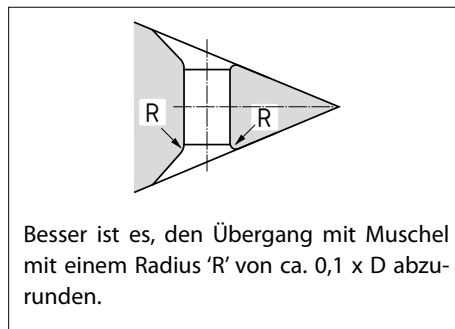 R
R
Besser ist es, den Übergang mit Muschel
mit einem Radius ‘R’ von ca. 0,1 x D abzu-
runden.